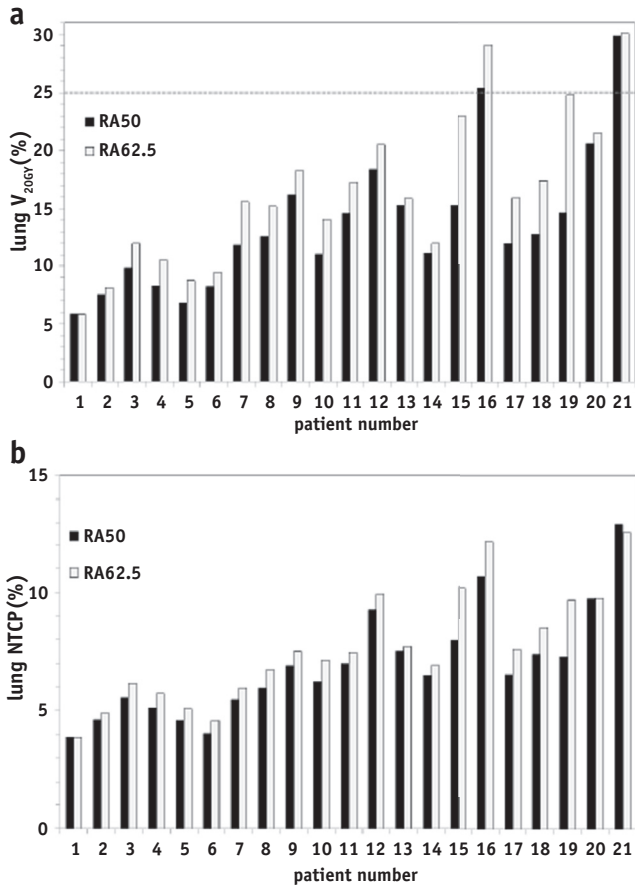 a
30
25
20
15
10
5
0
lung V20GY(%)
RA50
RA62.5
1 2 3 4 5 6 7 8 9 10 11 12 13 14 15 16 17 18 19 20 21
patient number
b
15
10
5
0
lung NTCP(%)
RA50
RA62.5
1 2 3 4 5 6 7 8 9 10 11 12 13 14 15 16 17 18 19 20 21
patient number